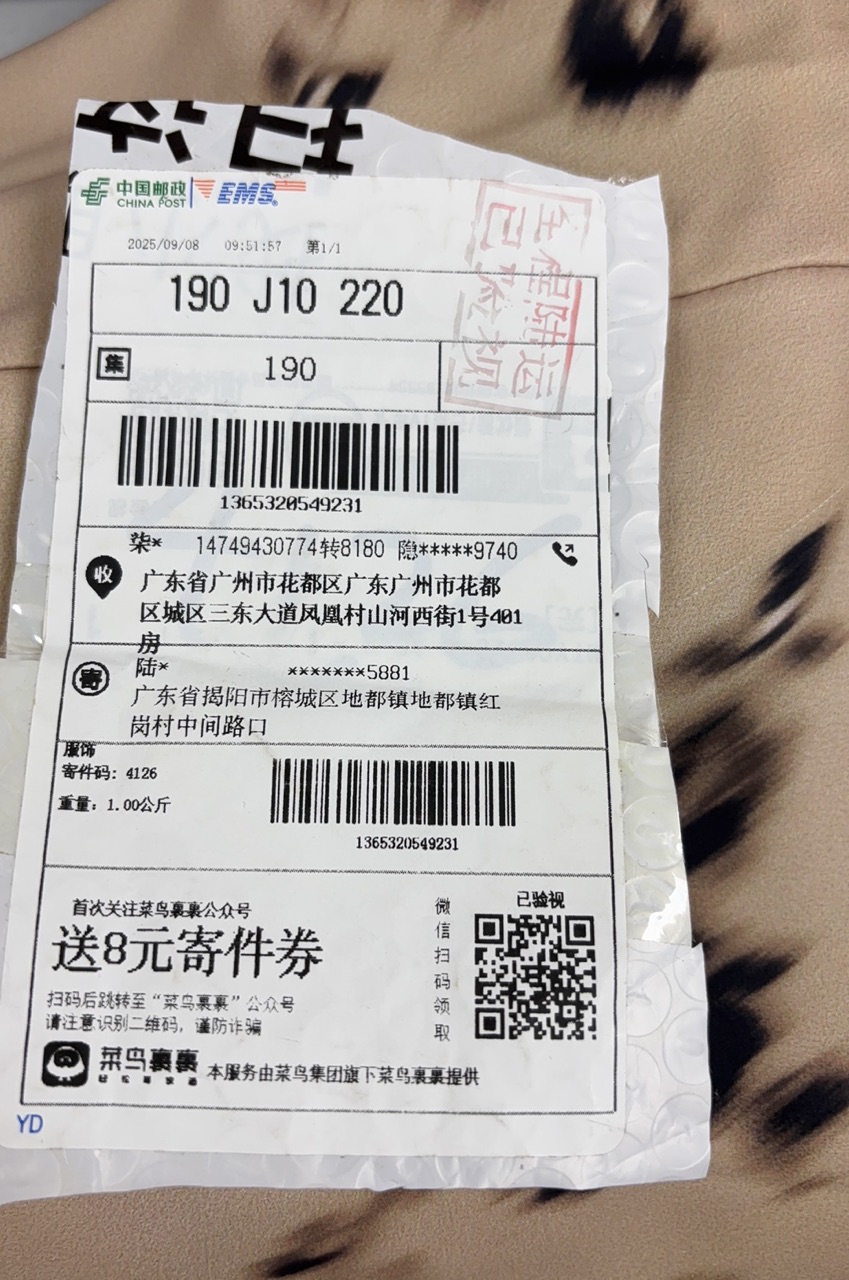 中国邮政
CHINA POST
EMS
2025/09/08 09:51:57 第1/1
190 J10 220
全程陆运
已验视
集
190
1365320549231
柒* 14749430774转8180 隐*****9740
收
广东省广州市花都区广东广州市花都
区城区三东大道凤凰村山河西街1号401
房
寄
陆* *******5881
广东省揭阳市榕城区地都镇地都镇红
岗村中间路口
服饰
寄件码: 4126
重量: 1.00公斤
1365320549231
首次关注菜鸟裹裹公众号
送8元寄件券
扫码后跳转至“菜鸟裹裹”公众号
请注意识别二维码，谨防诈骗
微信扫码领取
已验视
菜鸟裹裹
本服务由菜鸟集团旗下菜鸟裹裹提供
YD